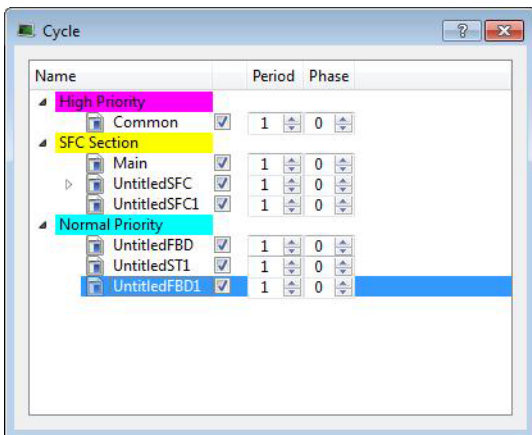 Cycle
Name Period Phase
High Priority
Common 1 0
SFC Section
Main 1 0
UntitledSFC 1 0
UntitledSFC1 1 0
Normal Priority
UntitledFBD 1 0
UntitledST1 1 0
UntitledFBD1 1 0